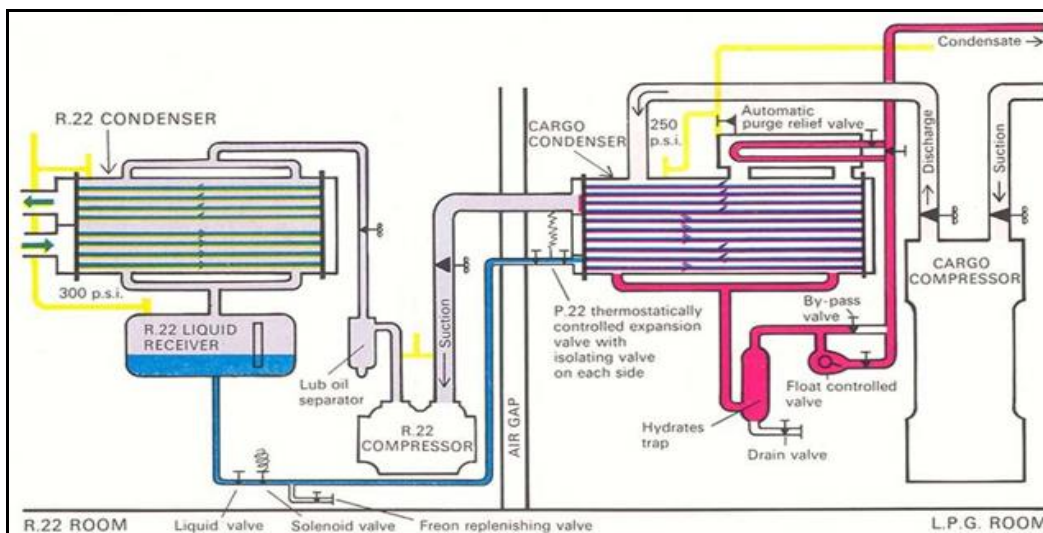 Condensate
R.22 CONDENSER
CARGO
CONDENSER
250
p.s.i.
Automatic
purge relief valve
Discharge
Suction
300 p.s.i.
R.22 LIQUID
RECEIVER
Suction
P.22 thermostatically
controlled expansion
valve with
isolating valve
on each side
By-pass
valve
CARGO
COMPRESSOR
Lub oil
separator
R.22
COMPRESSOR
AIR GAP
Float controlled
valve
Hydrates
trap
Drain valve
R.22 ROOM
Liquid valve
Solenoid valve
Freon replenishing valve
L.P.G. ROOM